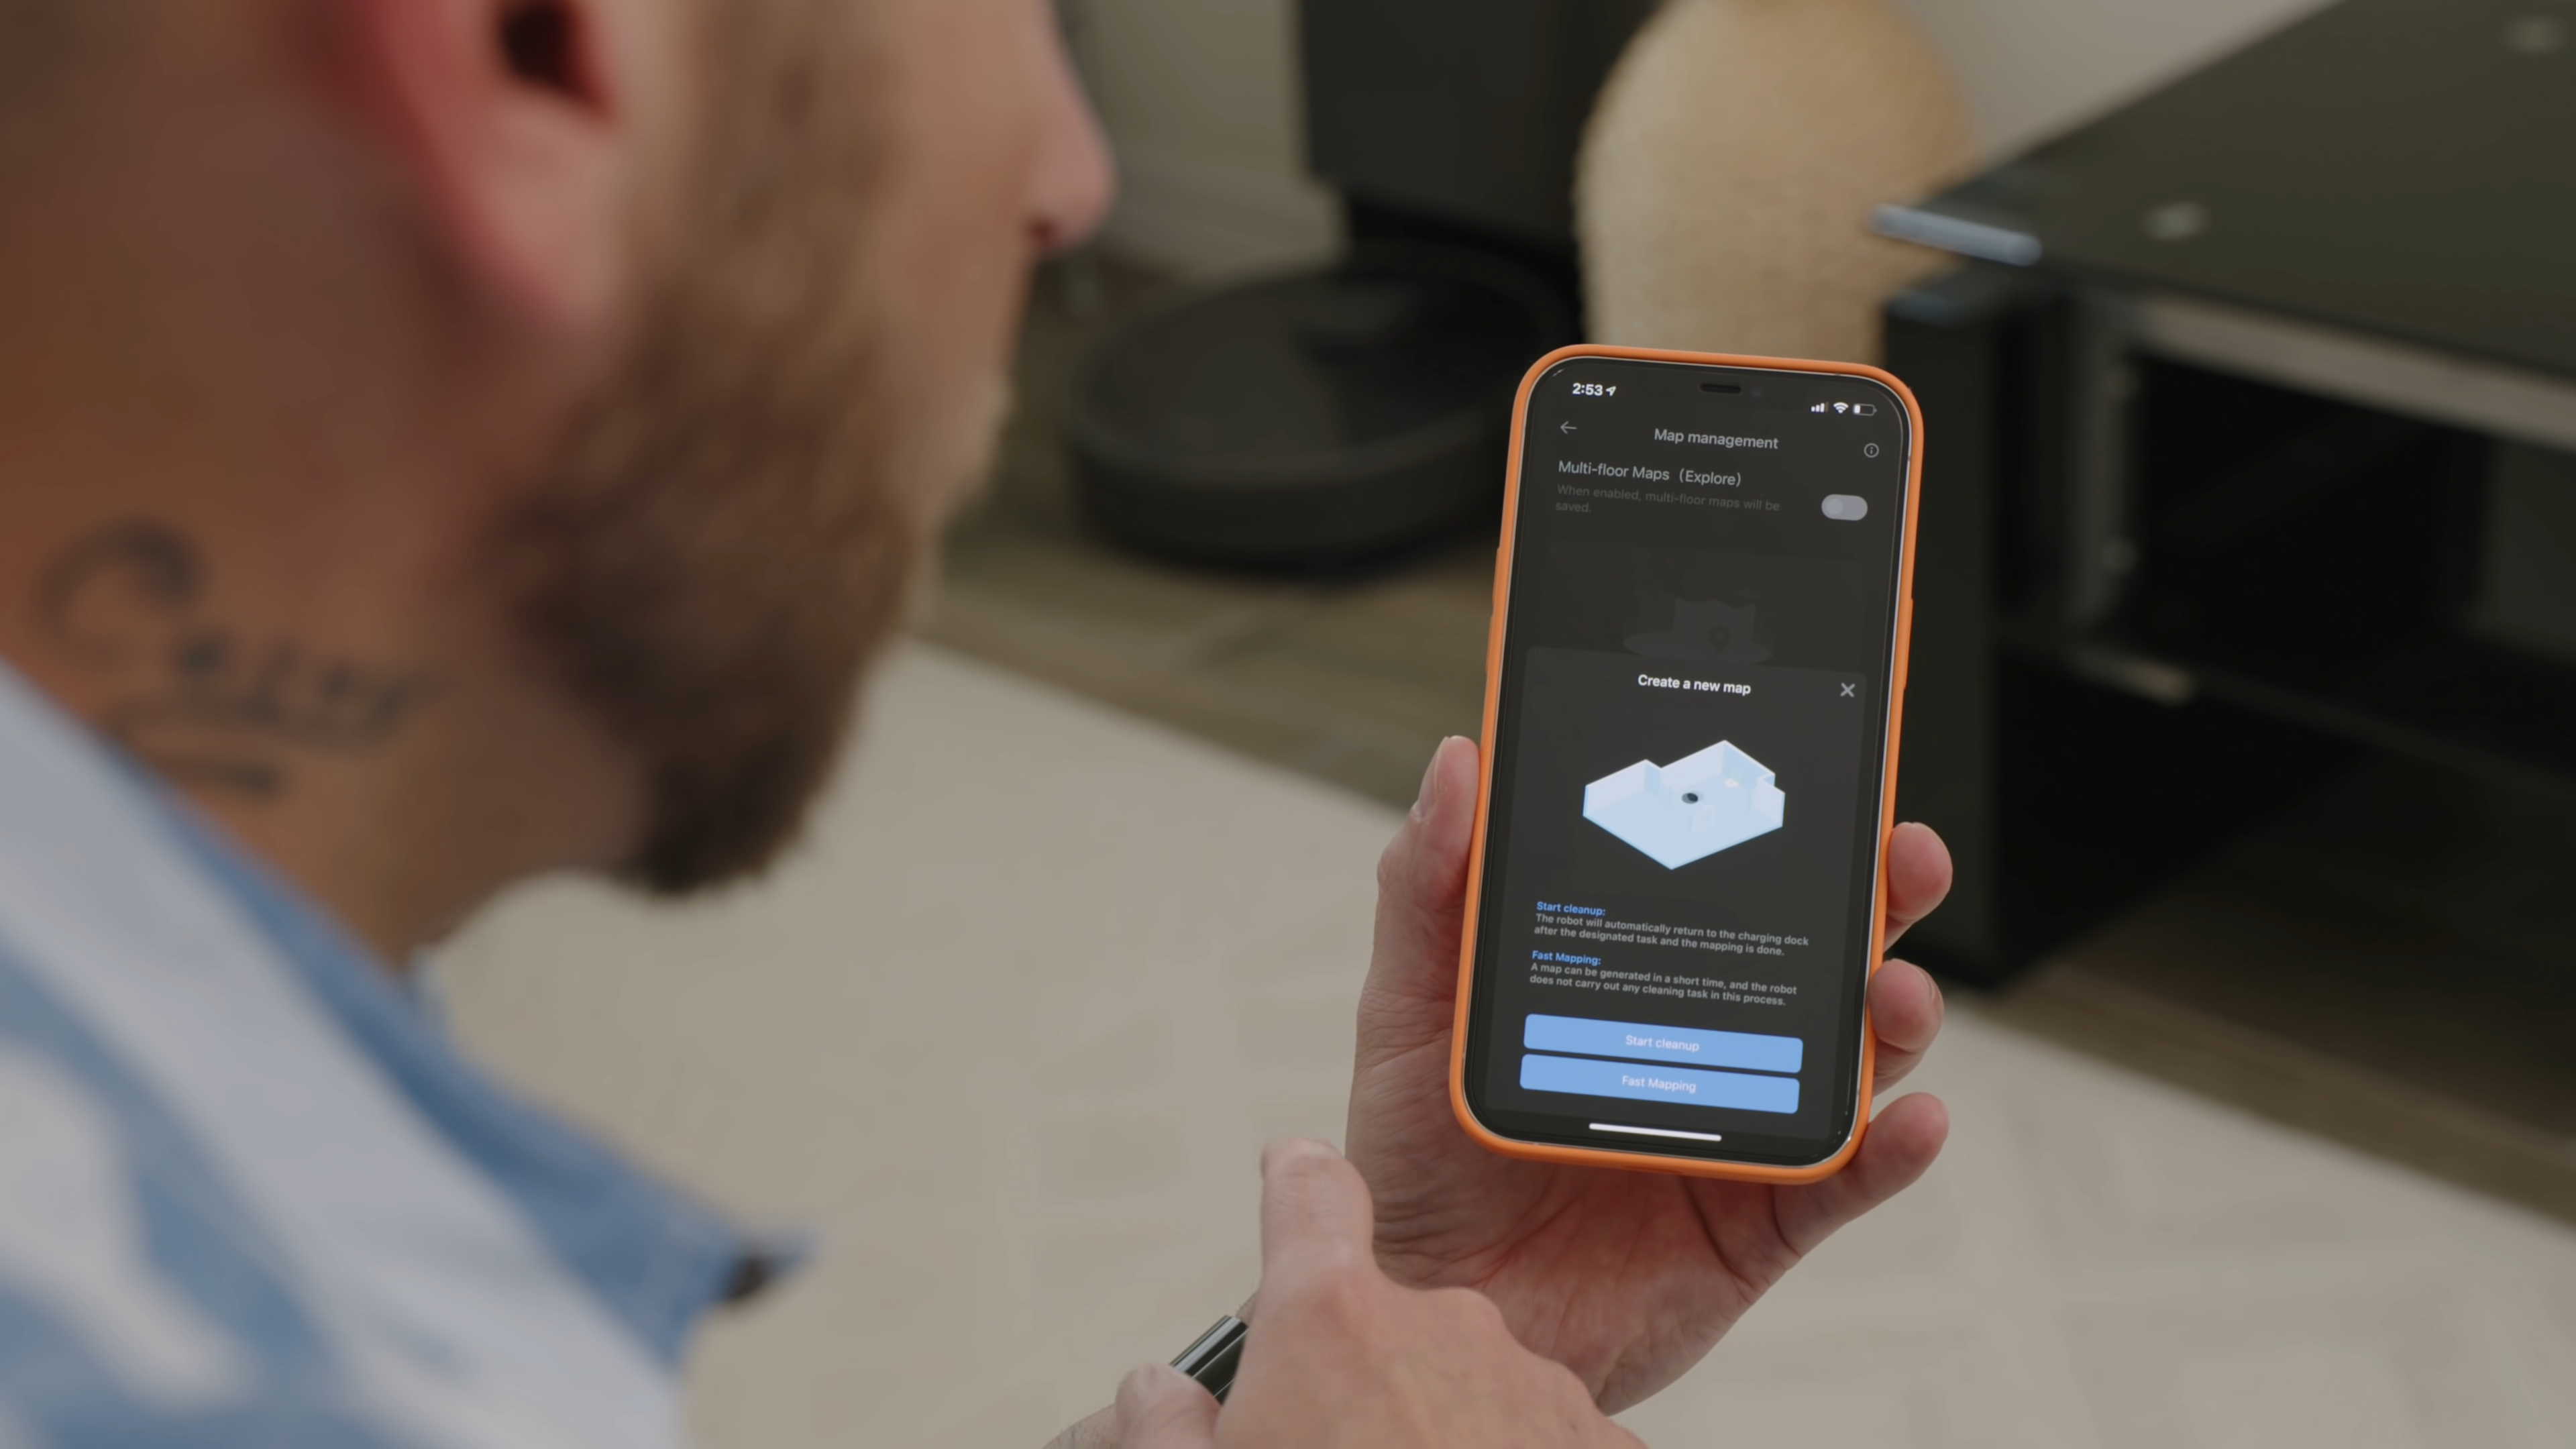 2:53
Map management
Multi-floor Maps（Explore）
When enabled, multi-floor maps will be
saved.
Create a new map
Start cleanup:
The robot will automatically return to the charging dock
after the designated task and the mapping is done.
Fast Mapping:
A map can be generated in a short time, and the robot
does not carry out any cleaning task in this process.
Start cleanup
Fast Mapping